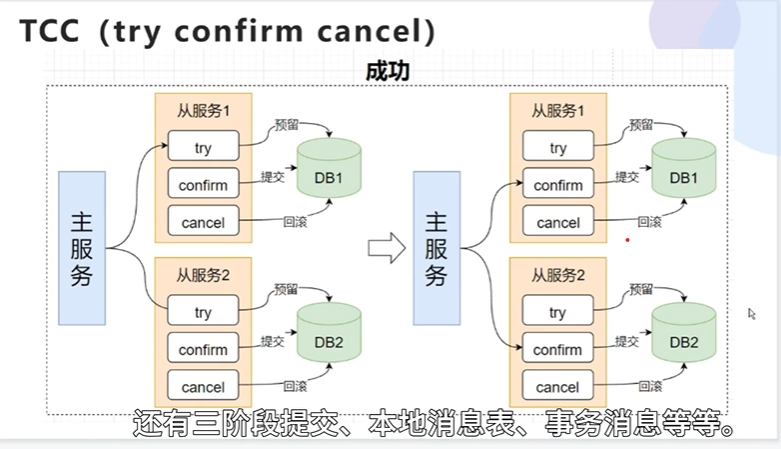 TCC（try confirm cancel）
成功
主服务
从服务1
try
confirm
cancel
预留
提交
回滚
DB1
从服务2
try
confirm
cancel
预留
提交
回滚
DB2
主服务
从服务1
try
confirm
cancel
预留
提交
回滚
DB1
从服务2
try
confirm
cancel
预留
提交
回滚
DB2
还有三阶段提交、本地消息表、事务消息等等。